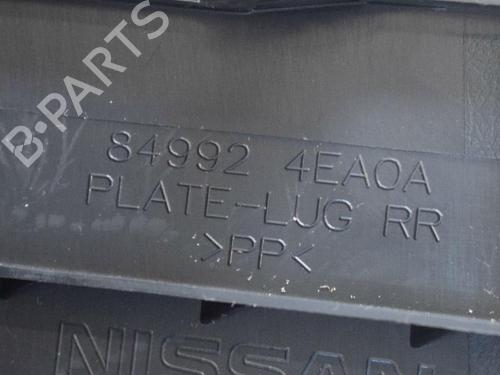 B-PARTS
84992 4EA0A
PLATE-LUG RR
>PP<
NISSAN